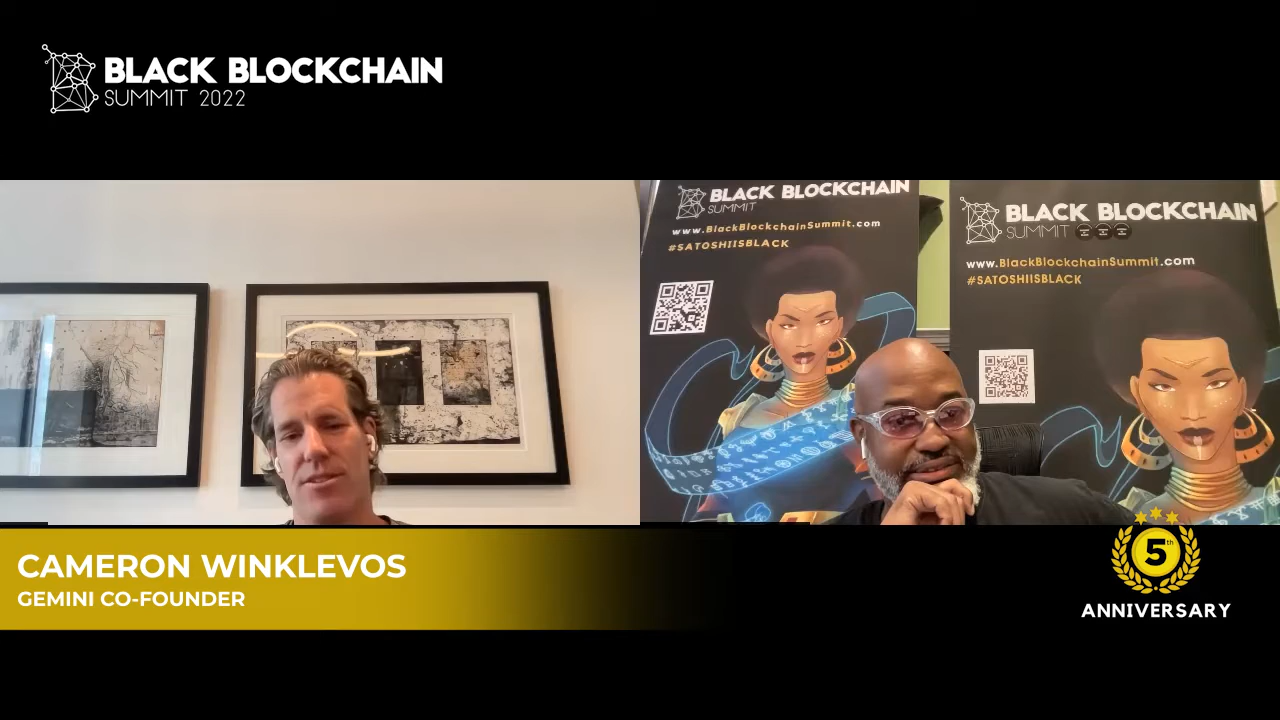 BLACK BLOCKCHAIN
SUMMIT 2022
BLACK BLOCKCHAIN
SUMMIT
www.BlackBlockchainSummit.com
#SATOSHIISBLACK
BLACK BLOCKCHAIN
SUMMIT
www.BlackBlockchainSummit.com
#SATOSHIISBLACK
CAMERON WINKLEVOS
GEMINI CO-FOUNDER
5th
ANNIVERSARY